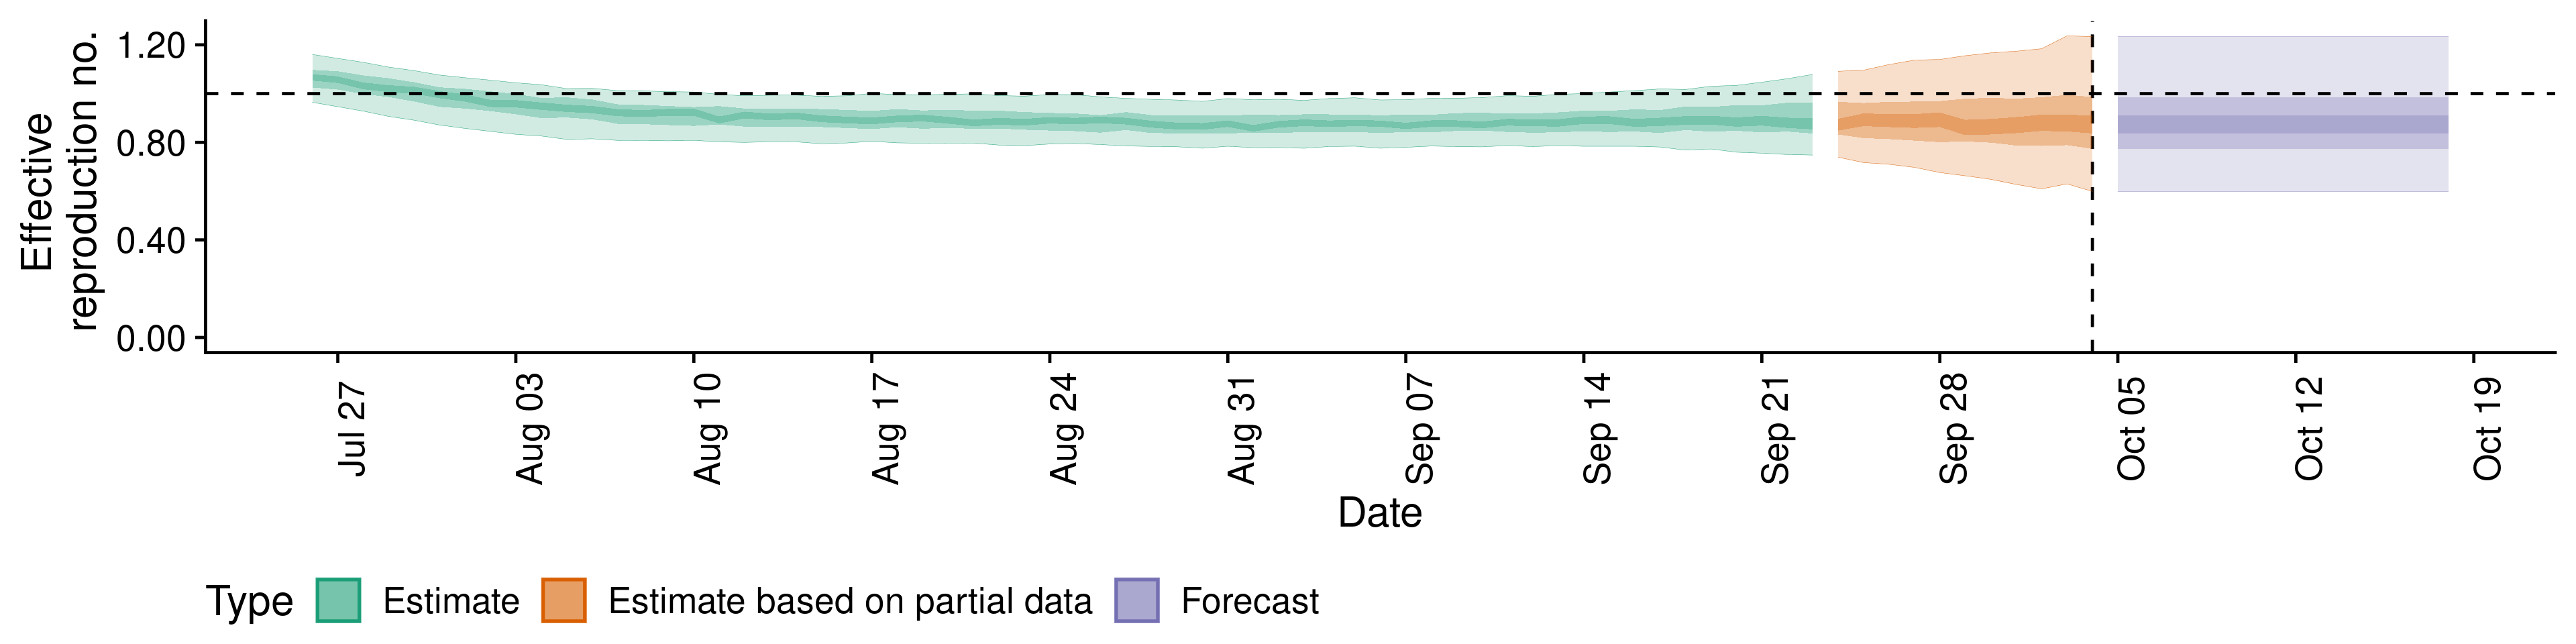 Effective
reproduction no.
1.20
0.80
0.40
0.00
Jul 27
Aug 03
Aug 10
Aug 17
Aug 24
Aug 31
Sep 07
Sep 14
Sep 21
Sep 28
Oct 05
Oct 12
Oct 19
Date
Type Estimate Estimate based on partial data Forecast